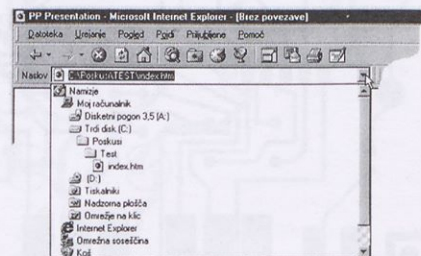 PP Presentation - Microsoft Internet Explorer - [Brez povezave]
Datoteka Urejanje Pogled Pojdi Priljubljene Pomoč
Naslov C:\Poskusi\TEST\index.htm
Namizje
Moj računalnik
Disketni pogon 3,5 (A:)
Trdi disk (C:)
Poskusi
Test
index.htm
(D:)
Tiskalniki
Nadzorna plošča
Omrežje na klic
Internet Explorer
Omrežna soseščina
Koš